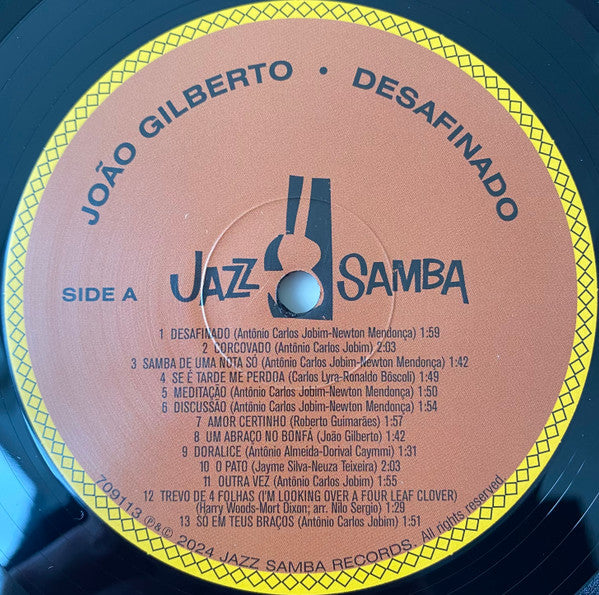 JOÃO GILBERTO • DESAFINADO
JAZZ SAMBA
SIDE A
1 DESAFINADO (Antônio Carlos Jobim-Newton Mendonça) 1:59
2 CORCOVADO (Antônio Carlos Jobim) 2:03
3 SAMBA DE UMA NOTA SÓ (Antônio Carlos Jobim-Newton Mendonça) 1:42
4 SE É TARDE ME PERDOA (Carlos Lyra-Ronaldo Bôscoli) 1:49
5 MEDITAÇÃO (Antônio Carlos Jobim-Newton Mendonça) 1:50
6 DISCUSSÃO (Antônio Carlos Jobim-Newton Mendonça) 1:54
7 AMOR CERTINHO (Roberto Guimarães) 1:57
8 UM ABRAÇO NO BONFÁ (João Gilberto) 1:42
9 DORALICE (Antônio Almeida-Dorival Caymmi) 1:31
10 O PATO (Jayme Silva-Neuza Teixeira) 2:03
11 OUTRA VEZ (Antônio Carlos Jobim) 1:55
12 TREVO DE 4 FOLHAS (I'M LOOKING OVER A FOUR LEAF CLOVER)
(Harry Woods-Mort Dixon; arr. Nilo Sergio) 1:29
13 SÓ EM TEUS BRAÇOS (Antônio Carlos Jobim) 1:51
709113 ℗&© 2024 JAZZ SAMBA RECORDS. All rights reserved.